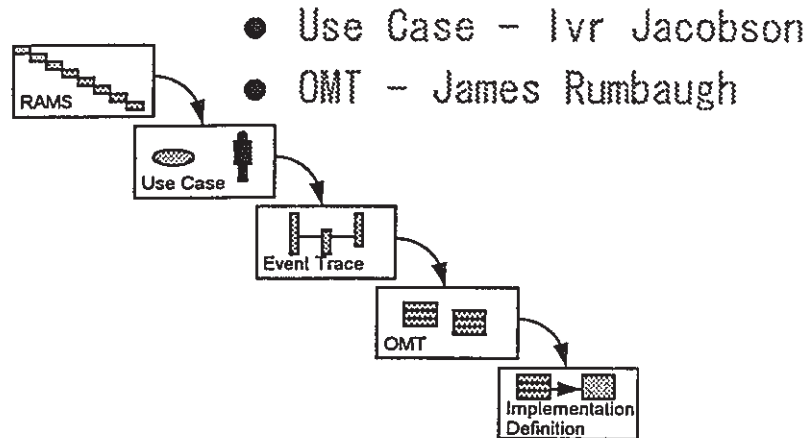 ● Use Case - Ivr Jacobson
● OMT - James Rumbaugh
RAMS
Use Case
Event Trace
OMT
Implementation
Definition